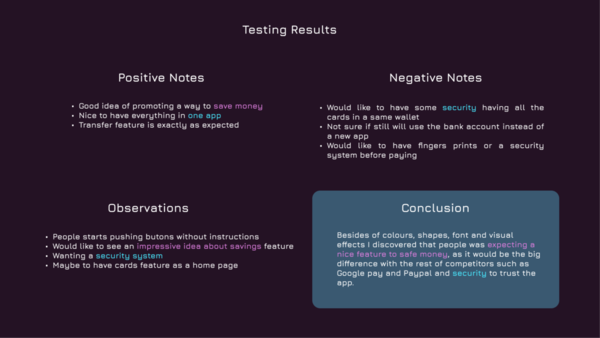 Testing Results
Positive Notes
• Good idea of promoting a way to save money
• Nice to have everything in one app
• Transfer feature is exactly as expected
Negative Notes
• Would like to have some security having all the
cards in a same wallet
• Not sure if still will use the bank account instead of
a new app
• Would like to have fingers prints or a security
system before paying
Observations
• People starts pushing butons without instructions
• Would like to see an impressive idea about savings feature
• Wanting a security system
• Maybe to have cards feature as a home page
Conclusion
Besides of colours, shapes, font and visual
effects I discovered that people was expecting a
nice feature to safe money, as it would be the big
difference with the rest of competitors such as
Google pay and Paypal and security to trust the
app.